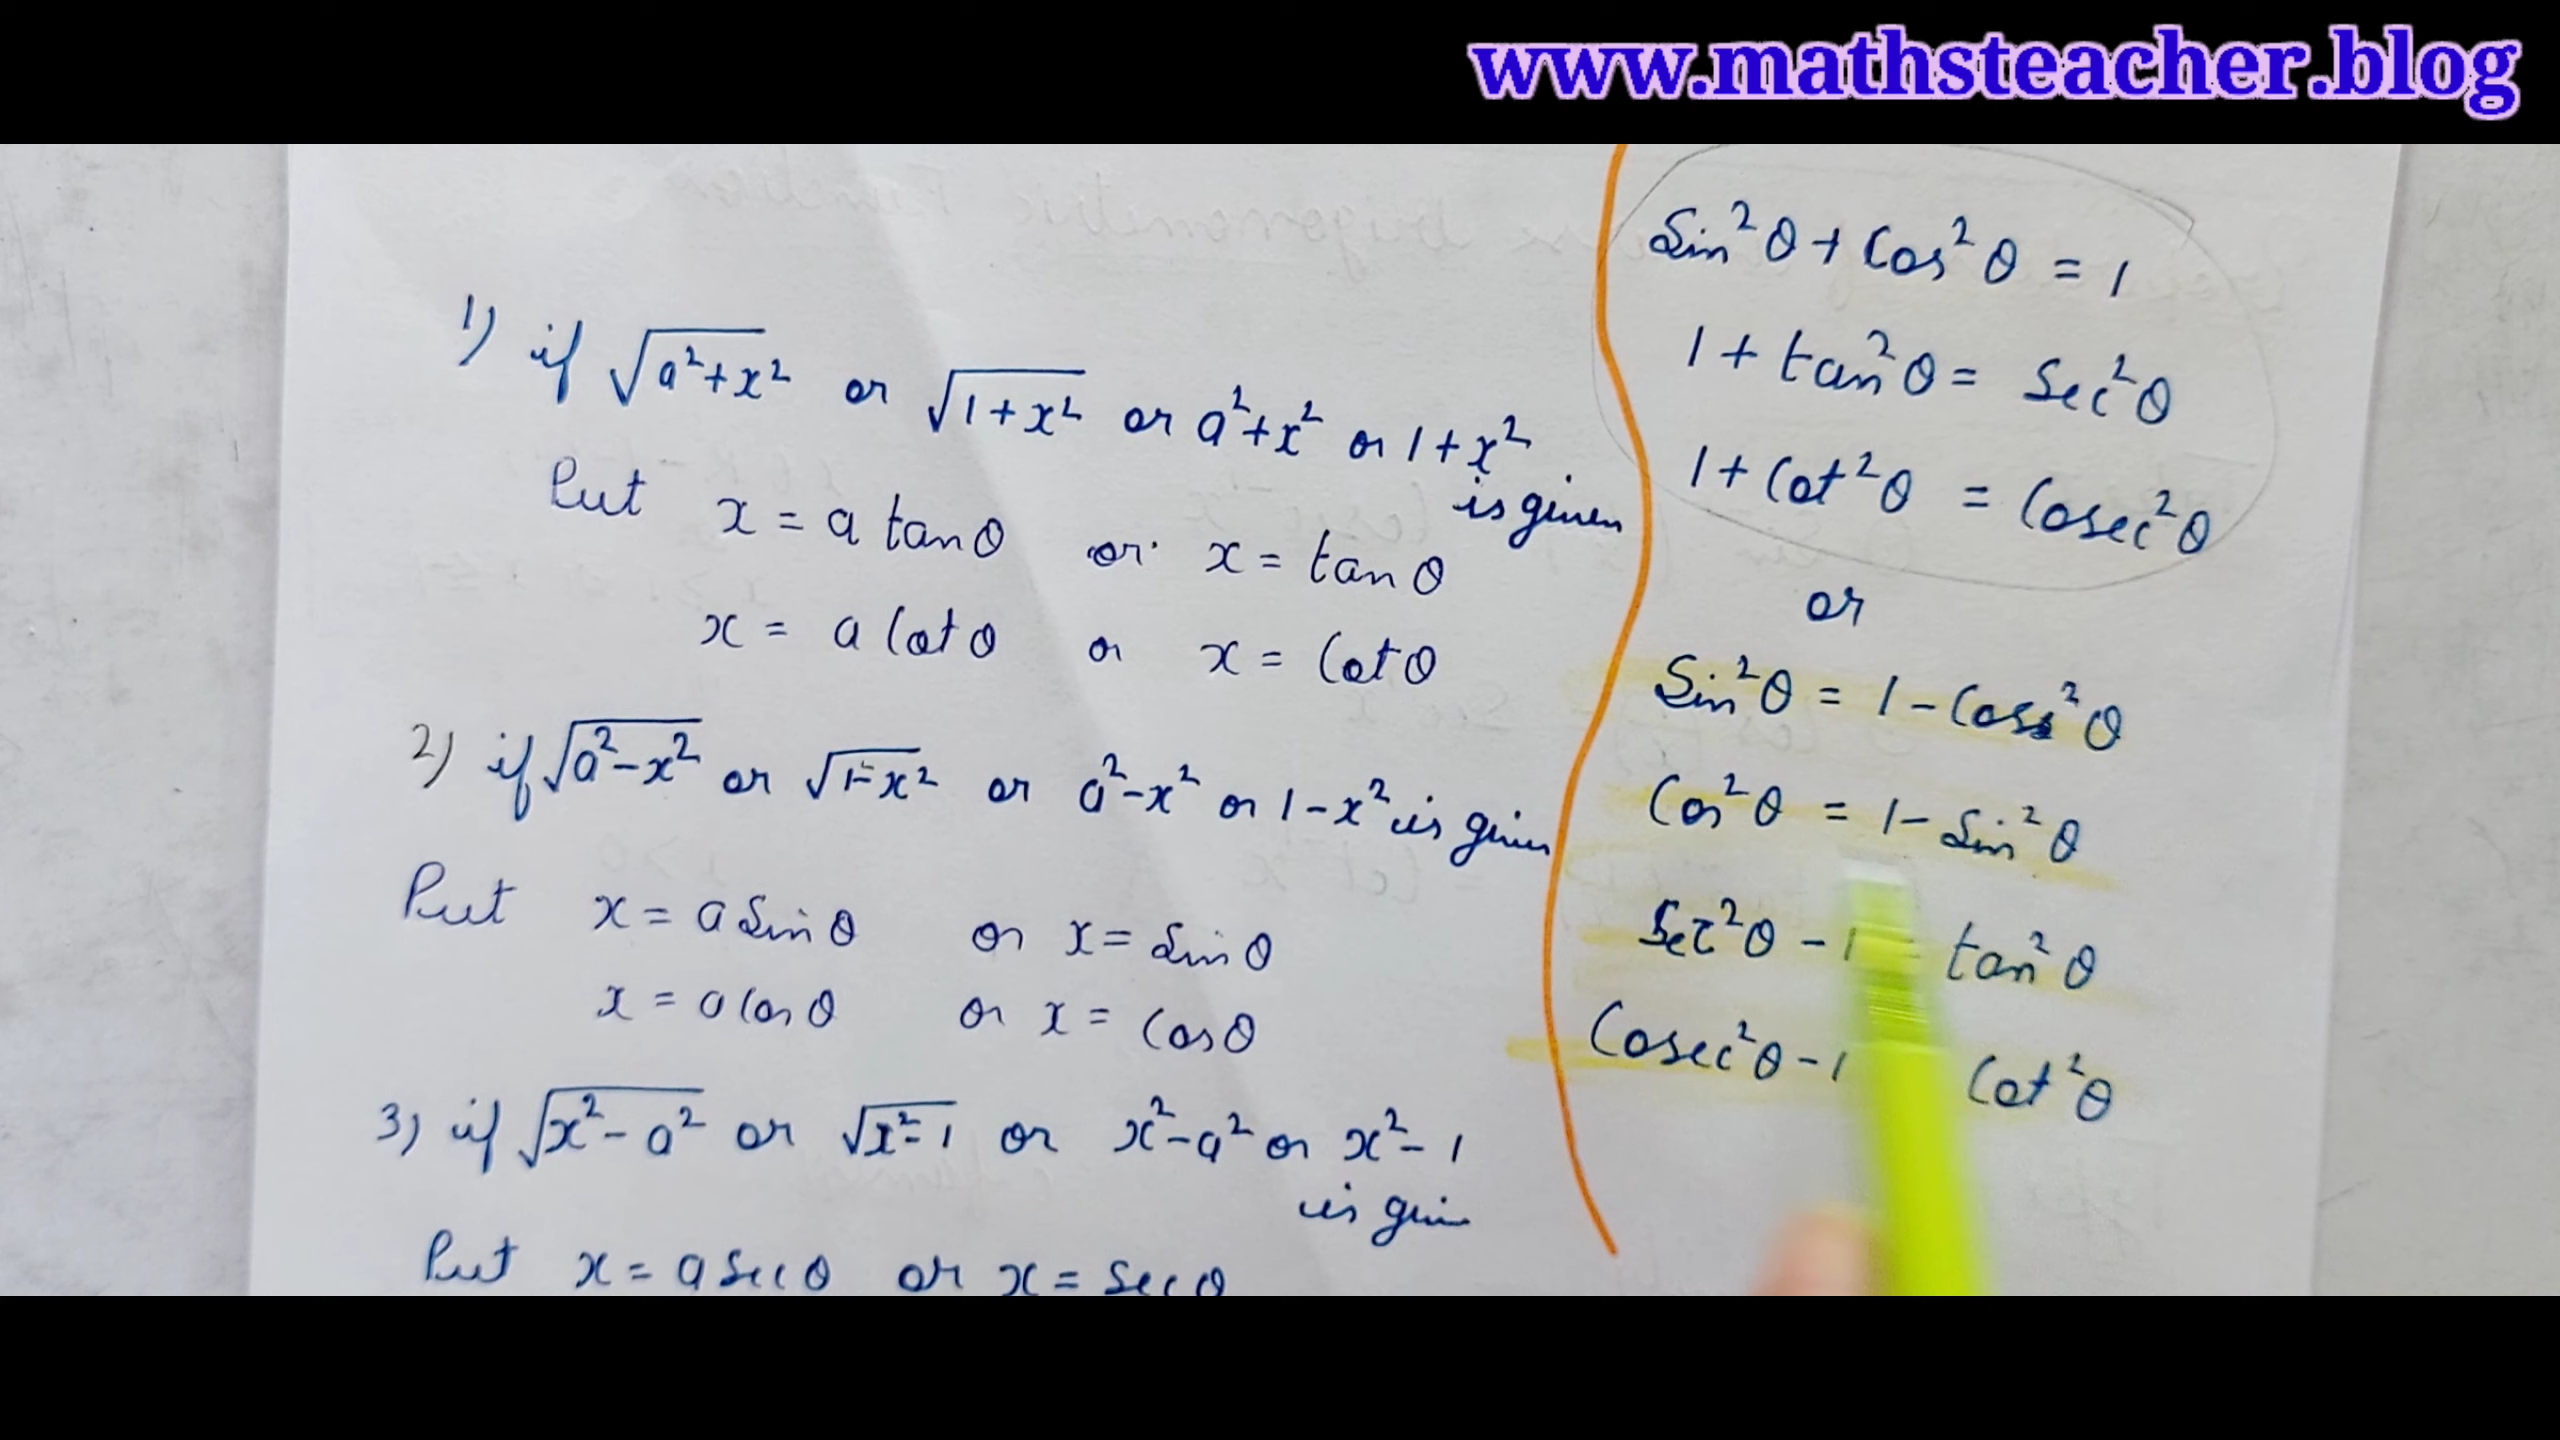 www.mathsteacher.blog
1) if √(a²+x²) or √(1+x²) or a²+x² or 1+x²
is given
Put x = a tanθ or x = tanθ
x = a Cotθ or x = Cotθ
2) if √(a²-x²) or √(1-x²) or a²-x² or 1-x² is given
Put x = a Sinθ or x = Sinθ
x = a Cosθ or x = Cosθ
3) if √(x²-a²) or √(x²-1) or x²-a² or x²-1
is given
Put x = a secθ or x = secθ
Sin²θ + Cos²θ = 1
1 + tan²θ = Sec²θ
1 + Cot²θ = Cosec²θ
or
Sin²θ = 1 - Cos²θ
Cos²θ = 1 - Sin²θ
Sec²θ - 1 = tan²θ
Cosec²θ - 1 Cot²θ